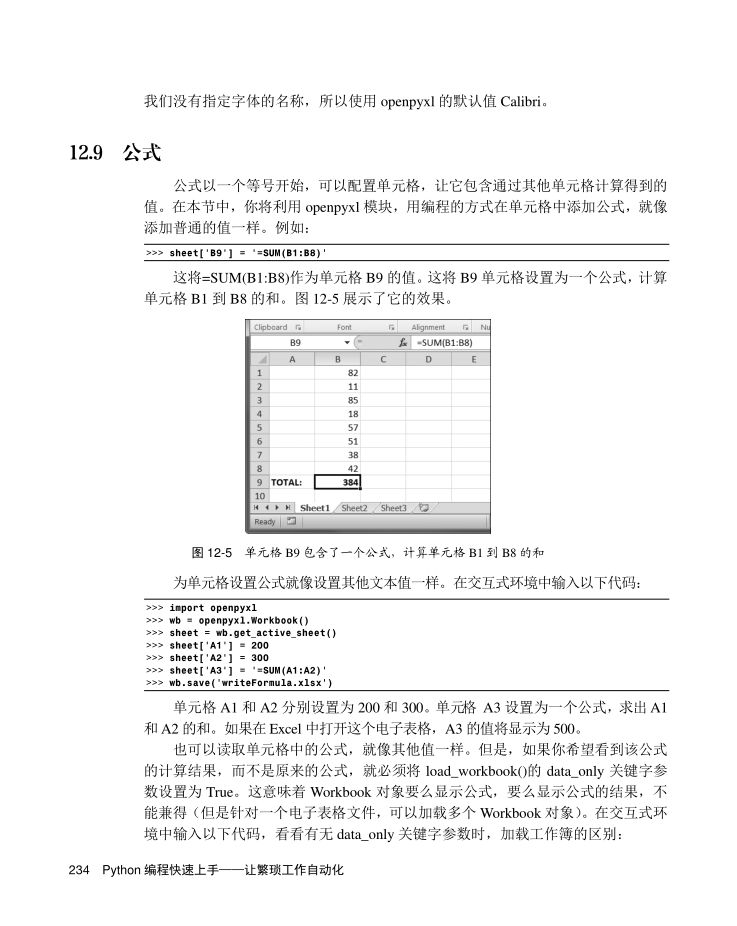 我们没有指定字体的名称，所以使用 openpyxl 的默认值 Calibri。
12.9 公式
公式以一个等号开始，可以配置单元格，让它包含通过其他单元格计算得到的
值。在本节中，你将利用 openpyxl 模块，用编程的方式在单元格中添加公式，就像
添加普通的值一样。例如：
>>> sheet['B9'] = '=SUM(B1:B8)'
这将=SUM(B1:B8)作为单元格 B9 的值。这将 B9 单元格设置为一个公式，计算
单元格 B1 到 B8 的和。图 12-5 展示了它的效果。
Clipboard Font Alignment Nu
B9 fx =SUM(B1:B8)
A B C D E
1 82
2 11
3 85
4 18
5 57
6 51
7 38
8 42
9 TOTAL: 384
10
Sheet1 Sheet2 Sheet3
Ready
图 12-5 单元格 B9 包含了一个公式，计算单元格 B1 到 B8 的和
为单元格设置公式就像设置其他文本值一样。在交互式环境中输入以下代码：
>>> import openpyxl
>>> wb = openpyxl.Workbook()
>>> sheet = wb.get_active_sheet()
>>> sheet['A1'] = 200
>>> sheet['A2'] = 300
>>> sheet['A3'] = '=SUM(A1:A2)'
>>> wb.save('writeFormula.xlsx')
单元格 A1 和 A2 分别设置为 200 和 300。单元格 A3 设置为一个公式，求出 A1
和 A2 的和。如果在 Excel 中打开这个电子表格，A3 的值将显示为 500。
也可以读取单元格中的公式，就像其他值一样。但是，如果你希望看到该公式
的计算结果，而不是原来的公式，就必须将 load_workbook()的 data_only 关键字参
数设置为 True。这意味着 Workbook 对象要么显示公式，要么显示公式的结果，不
能兼得（但是针对一个电子表格文件，可以加载多个 Workbook 对象）。在交互式环
境中输入以下代码，看看有无 data_only 关键字参数时，加载工作簿的区别：
234 Python 编程快速上手——让繁琐工作自动化